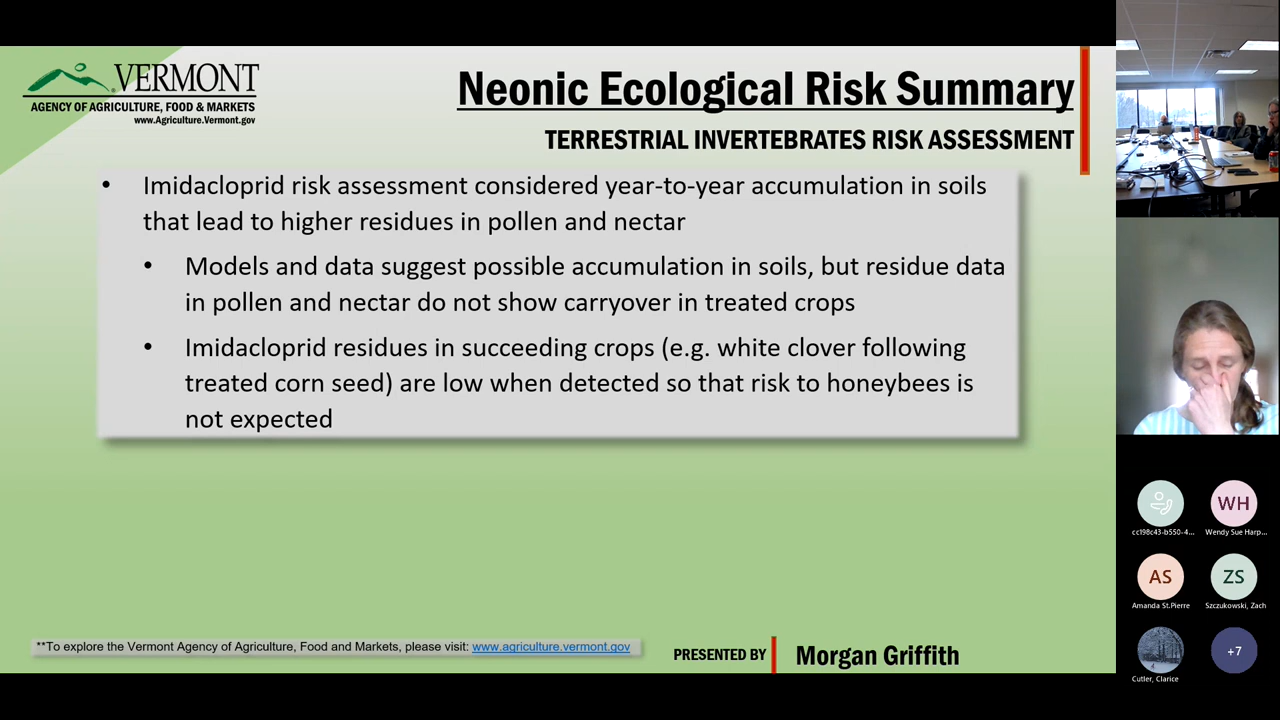 VERMONT
AGENCY OF AGRICULTURE, FOOD & MARKETS
www.Agriculture.Vermont.gov
Neonic Ecological Risk Summary
TERRESTRIAL INVERTEBRATES RISK ASSESSMENT
• Imidacloprid risk assessment considered year-to-year accumulation in soils
that lead to higher residues in pollen and nectar
• Models and data suggest possible accumulation in soils, but residue data
in pollen and nectar do not show carryover in treated crops
• Imidacloprid residues in succeeding crops (e.g. white clover following
treated corn seed) are low when detected so that risk to honeybees is
not expected
**To explore the Vermont Agency of Agriculture, Food and Markets, please visit: www.agriculture.vermont.gov
PRESENTED BY Morgan Griffith
cc198c43-b550-4...
WH
Wendy Sue Harp...
AS
Amanda St.Pierre
ZS
Szczukowski, Zach
Cutler, Clarice
+7